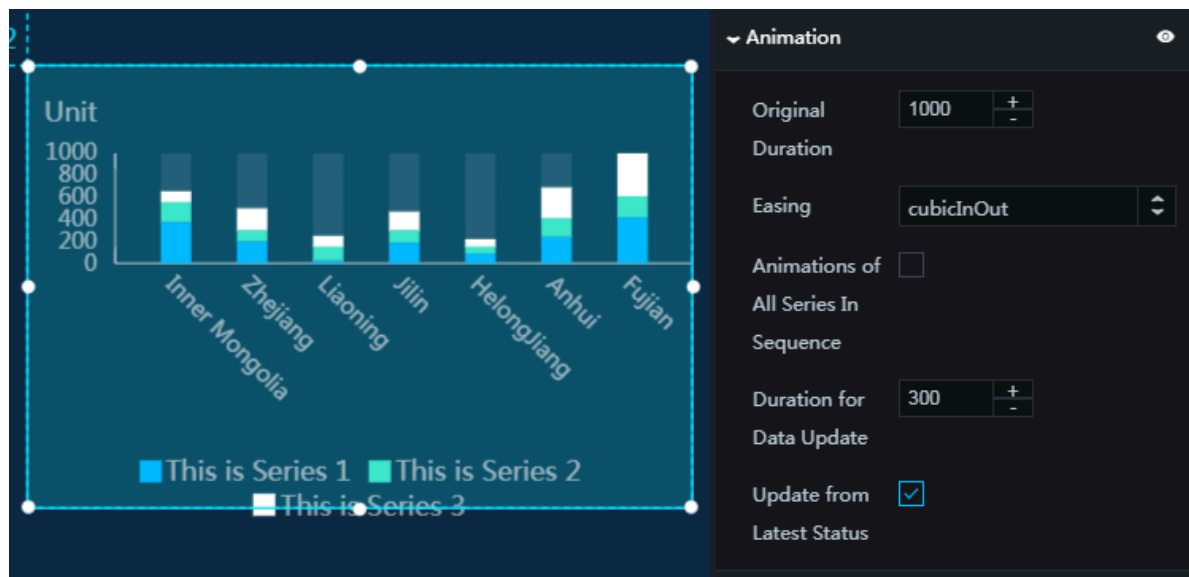 Unit
1000
800
600
400
200
0
Inner Mongolia
Zhejiang
Liaoning
Jilin
HelongJiang
Anhui
Fujian
This is Series 1
This is Series 2
This is Series 3
Animation
Original
Duration
1000
+
-
Easing
cubicInOut
Animations of
All Series In
Sequence
Duration for
Data Update
300
+
-
Update from
Latest Status